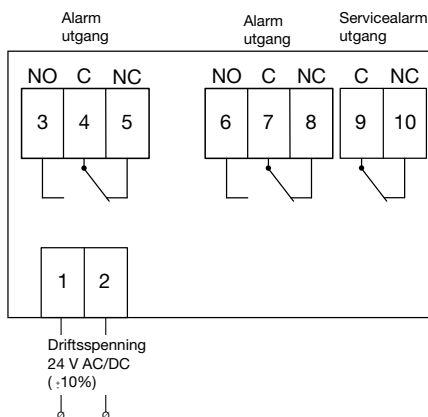 Alarm
utgang
Alarm
utgang
Servicealarm
utgang
NO C NC
NO C NC
C NC
3 4 5
6 7 8
9 10
1 2
Driftsspenning
24 V AC/DC
(±10%)